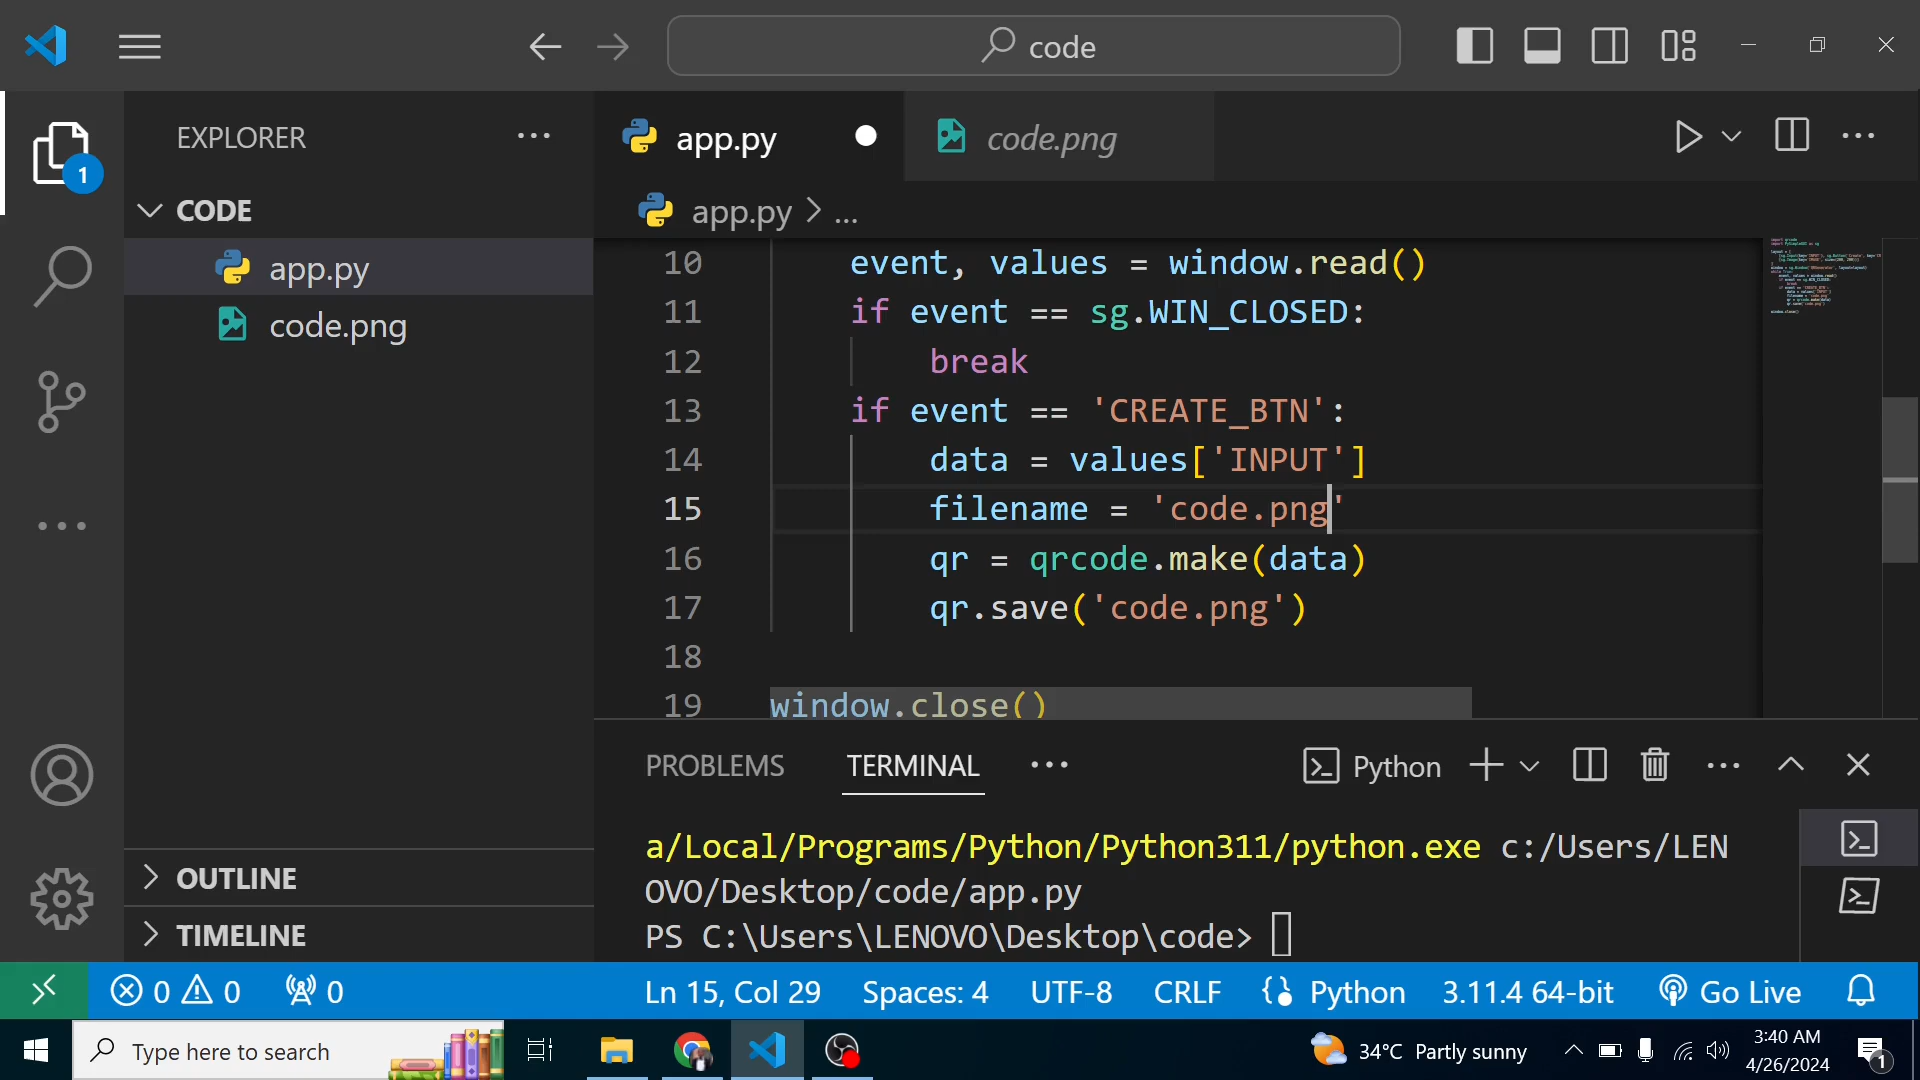 code
EXPLORER
1
CODE
app.py
code.png
OUTLINE
TIMELINE
app.py
code.png
app.py > ...
10 event, values = window.read()
11 if event == sg.WIN_CLOSED:
12 break
13 if event == 'CREATE_BTN':
14 data = values['INPUT']
15 filename = 'code.png'
16 qr = qrcode.make(data)
17 qr.save('code.png')
18
19 window.close()
PROBLEMS TERMINAL
Python
a/Local/Programs/Python/Python311/python.exe c:/Users/LEN
OVO/Desktop/code/app.py
PS C:\Users\LENOVO\Desktop\code>
0 0 0
Ln 15, Col 29 Spaces: 4 UTF-8 CRLF Python 3.11.4 64-bit Go Live
Type here to search
34°C Partly sunny
3:40 AM
4/26/2024
1